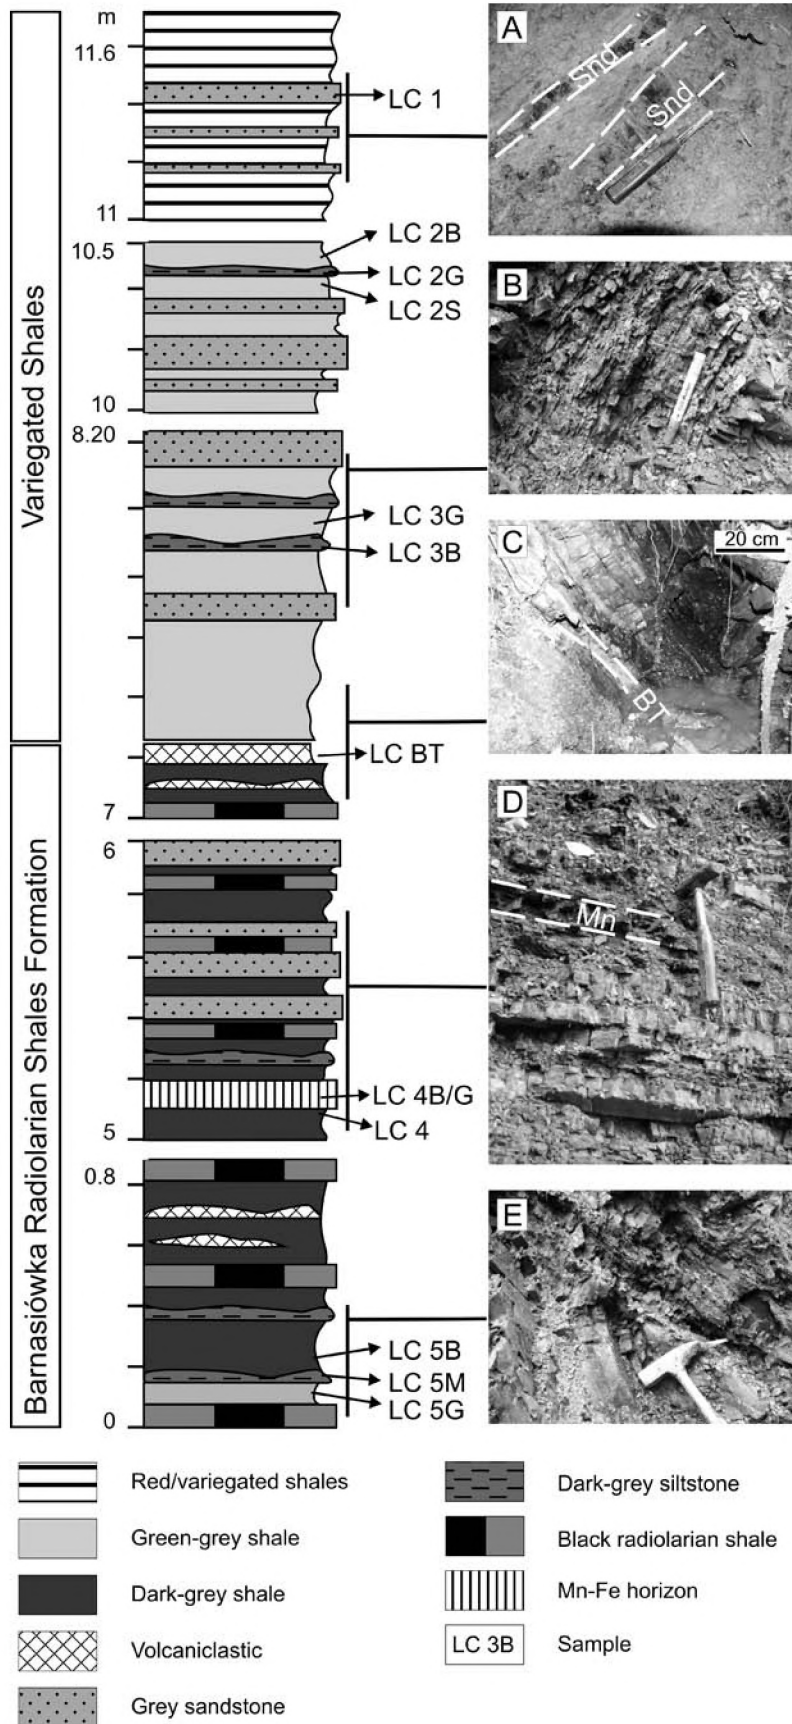 m
11.6
11
10.5
10
8.20
7
6
5
0.8
0
Variegated Shales
Barnasiówka Radiolarian Shales Formation
LC 1
LC 2B
LC 2G
LC 2S
LC 3G
LC 3B
LC BT
LC 4B/G
LC 4
LC 5B
LC 5M
LC 5G
A
Snd
Snd
B
C
20 cm
BT
D
Mn
E
Red/variegated shales
Green-grey shale
Dark-grey shale
Volcaniclastic
Grey sandstone
Dark-grey siltstone
Black radiolarian shale
Mn-Fe horizon
LC 3B Sample